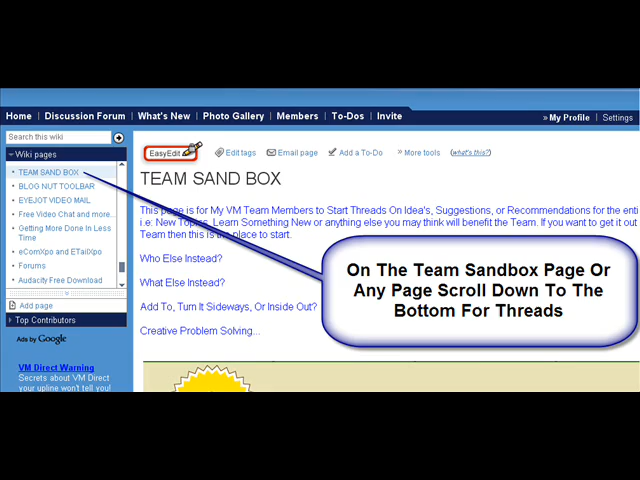 Home | Discussion Forum | What's New | Photo Gallery | Members | To-Dos | Invite
» My Profile | Settings
Search this wiki
Wiki pages
TEAM SAND BOX
BLOG NUT TOOLBAR
EYEJOT VIDEO MAIL
Free Video Chat and more...
Getting More Done In Less
Time
eComXpo and ETailXpo
Forums
Audacity Free Download
Add page
Top Contributors
Ads by Google
VM Direct Warning
Secrets about VM Direct
your upline won't tell you!
EasyEdit
Edit tags
Email page
Add a To-Do
» More tools
(what's this?)
TEAM SAND BOX
This page is for My VM Team Members to Start Threads On Idea's, Suggestions, or Recommendations for the enti
i.e: New Topics, Learn Something New or anything else you may think will benefit the Team. If you want to get it out
Team then this is the place to start.
Who Else Instead?
What Else Instead?
Add To, Turn It Sideways, Or Inside Out?
Creative Problem Solving...
On The Team Sandbox Page Or
Any Page Scroll Down To The
Bottom For Threads